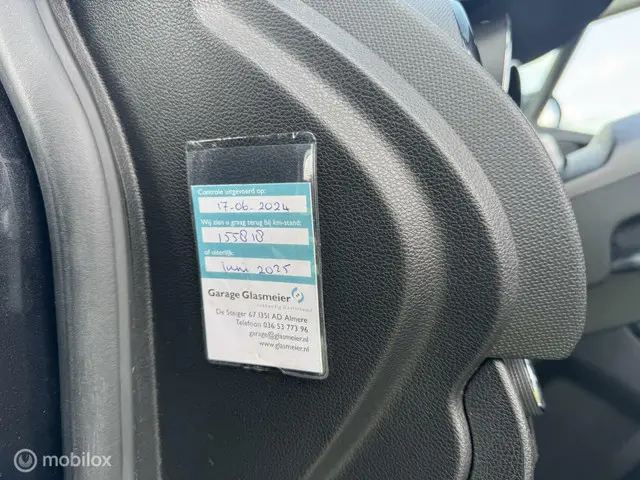 Controle uitgevoerd op:
17-06-2024
Wij zien u graag terug bij km-stand:
155818
of uiterlijk:
Juni 2025
Garage Glasmeier
De Steiger 67 1351 AD Almere
Telefoon 036 53 773 96
garage@glasmeier.nl
www.glasmeier.nl
mobilox